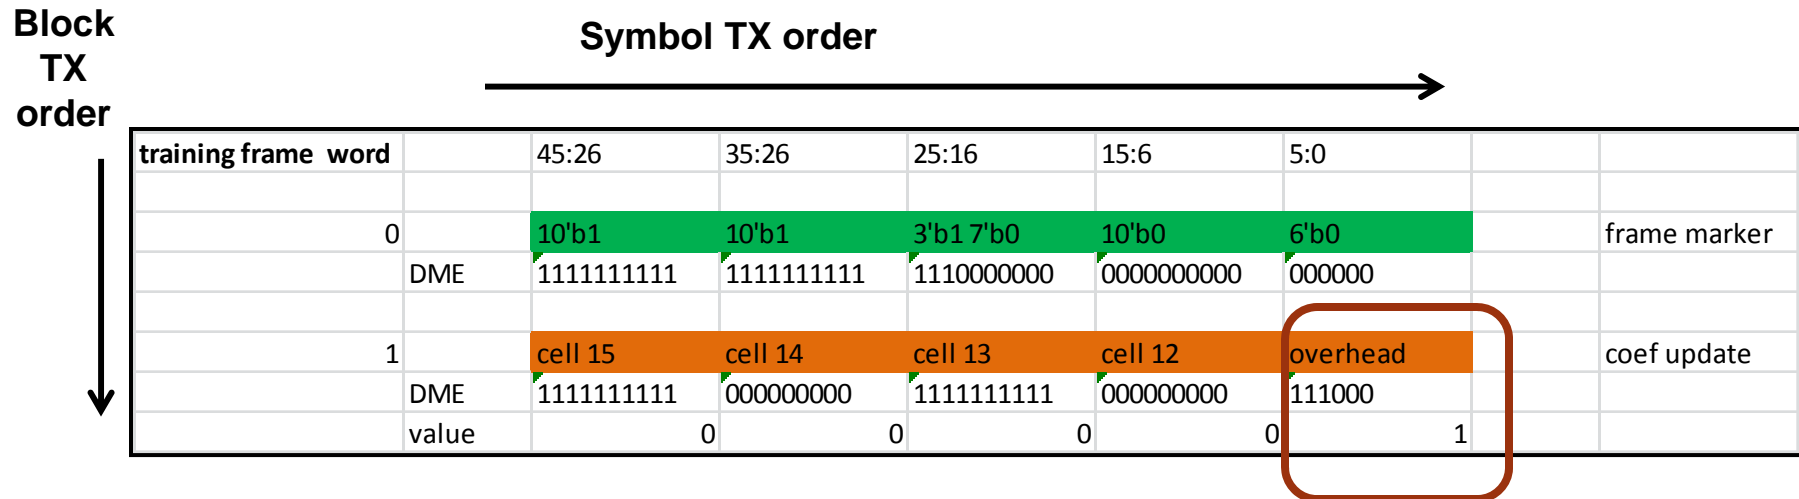 Block
TX
order
Symbol TX order
training frame word 45:26 35:26 25:16 15:6 5:0
0 10'b1 10'b1 3'b1 7'b0 10'b0 6'b0 frame marker
DME 1111111111 1111111111 1110000000 0000000000 000000
1 cell 15 cell 14 cell 13 cell 12 overhead coef update
DME 1111111111 000000000 1111111111 000000000 111000
value 0 0 0 0 1